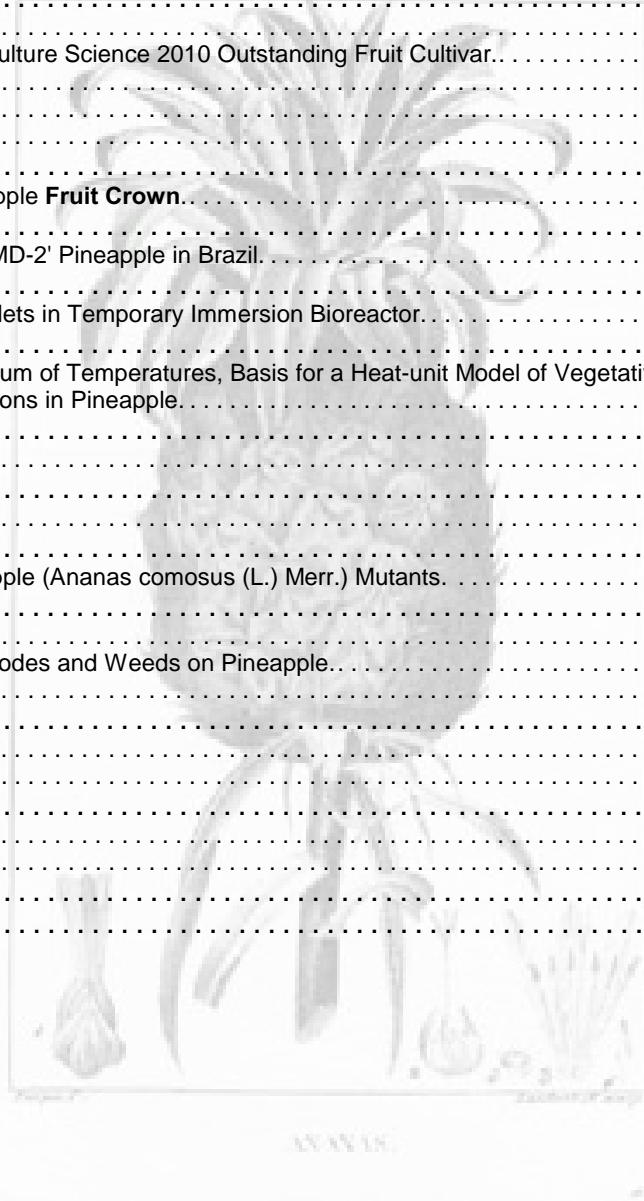 ulture Science 2010 Outstanding Fruit Cultivar..
pple Fruit Crown.
MD-2' Pineapple in Brazil.
lets in Temporary Immersion Bioreactor.
um of Temperatures, Basis for a Heat-unit Model of Vegetati
ons in Pineapple.
pple (Ananas comosus (L.) Merr.) Mutants.
odes and Weeds on Pineapple..
ANANAS.